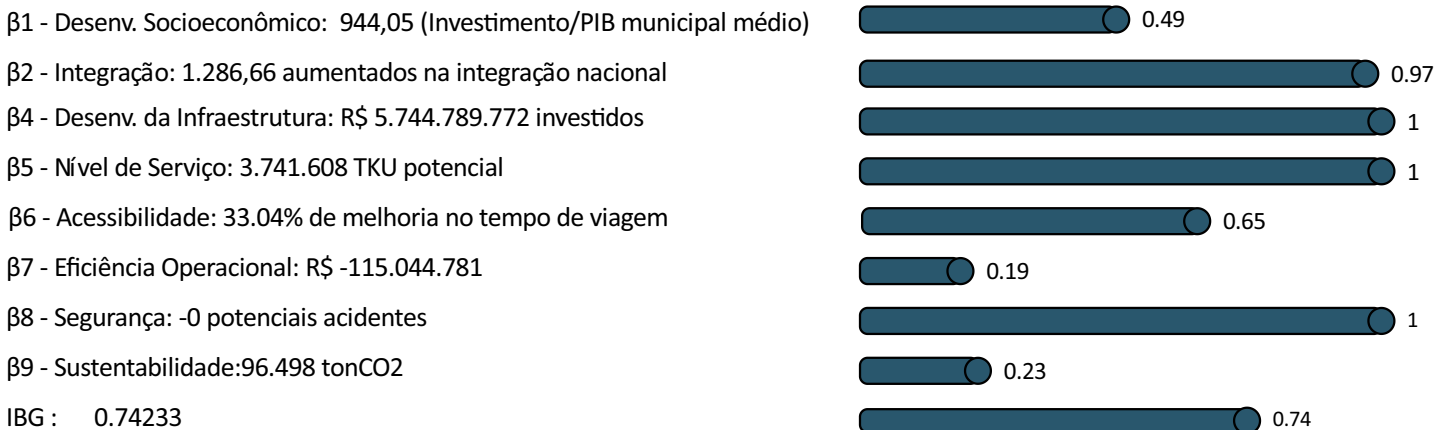 β1 - Desenv. Socioeconômico:  944,05 (Investimento/PIB municipal médio) 0.49
β2 - Integração: 1.286,66 aumentados na integração nacional 0.97
β4 - Desenv. da Infraestrutura: R$ 5.744.789.772 investidos 1
β5 - Nível de Serviço: 3.741.608 TKU potencial 1
β6 - Acessibilidade: 33.04% de melhoria no tempo de viagem 0.65
β7 - Eficiência Operacional: R$ -115.044.781 0.19
β8 - Segurança: -0 potenciais acidentes 1
β9 - Sustentabilidade:96.498 tonCO2 0.23
IBG :   0.74233 0.74